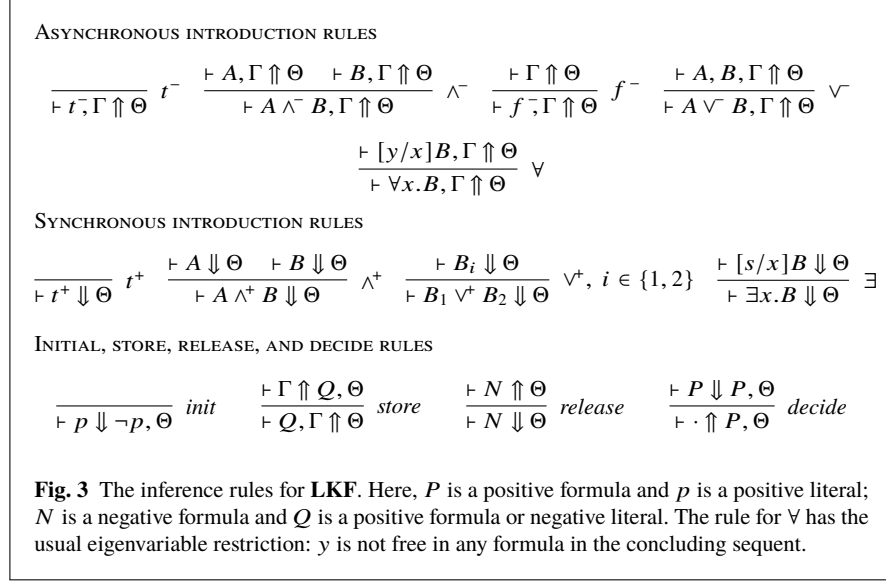 ASYNCHRONOUS INTRODUCTION RULES
⊢ A, Γ ⇑ Θ ⊢ B, Γ ⇑ Θ ⊢ Γ ⇑ Θ ⊢ A, B, Γ ⇑ Θ
⊢ t⁻, Γ ⇑ Θ t⁻ ⊢ A ∧⁻ B, Γ ⇑ Θ ∧⁻ ⊢ f⁻, Γ ⇑ Θ f⁻ ⊢ A ∨⁻ B, Γ ⇑ Θ ∨⁻
⊢ [y/x]B, Γ ⇑ Θ
⊢ ∀x.B, Γ ⇑ Θ ∀
SYNCHRONOUS INTRODUCTION RULES
⊢ A ⇓ Θ ⊢ B ⇓ Θ ⊢ Bᵢ ⇓ Θ ⊢ [s/x]B ⇓ Θ
⊢ t⁺ ⇓ Θ t⁺ ⊢ A ∧⁺ B ⇓ Θ ∧⁺ ⊢ B₁ ∨⁺ B₂ ⇓ Θ ∨⁺, i ∈ {1, 2} ⊢ ∃x.B ⇓ Θ ∃
INITIAL, STORE, RELEASE, AND DECIDE RULES
⊢ Γ ⇑ Q, Θ ⊢ N ⇑ Θ ⊢ P ⇓ P, Θ
⊢ p ⇓ ¬p, Θ init ⊢ Q, Γ ⇑ Θ store ⊢ N ⇓ Θ release ⊢ · ⇑ P, Θ decide
Fig. 3 The inference rules for LKF. Here, P is a positive formula and p is a positive literal;
N is a negative formula and Q is a positive formula or negative literal. The rule for ∀ has the
usual eigenvariable restriction: y is not free in any formula in the concluding sequent.